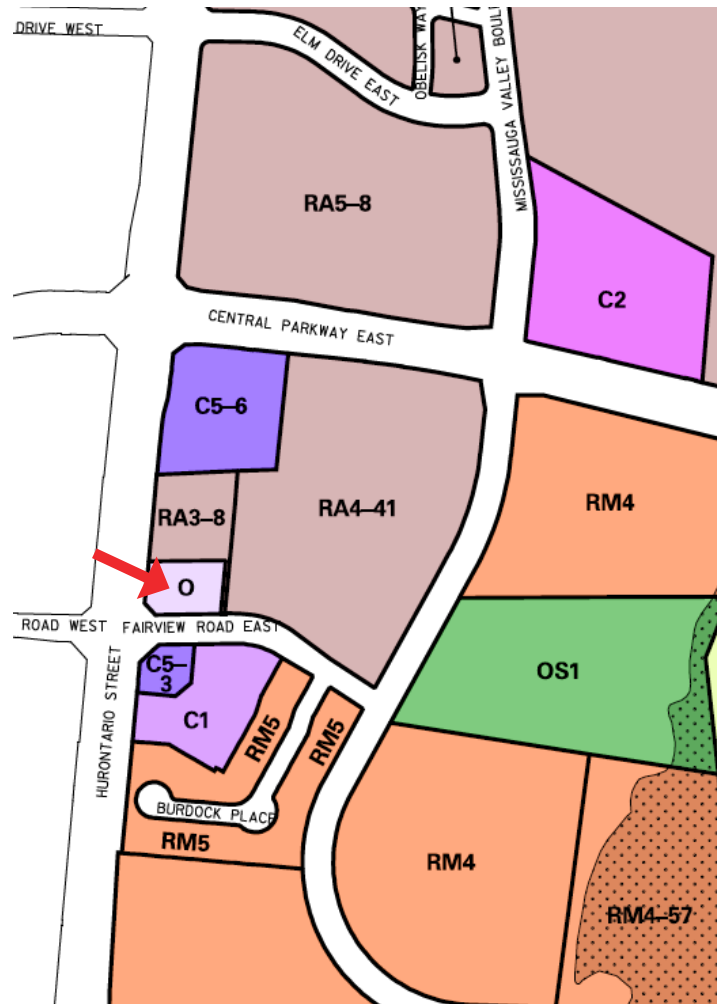 DRIVE WEST
ELM DRIVE EAST
OBELISK WAY
MISSISSAUGA VALLEY
RA5–8
C2
CENTRAL PARKWAY EAST
C5–6
RA3–8
RA4–41
RM4
O
ROAD WEST
FAIRVIEW ROAD EAST
OS1
C5–
3
C1
RM5
RM5
HURONTARIO STREET
BURDOCK PLACE
RM5
RM4
RM4–57